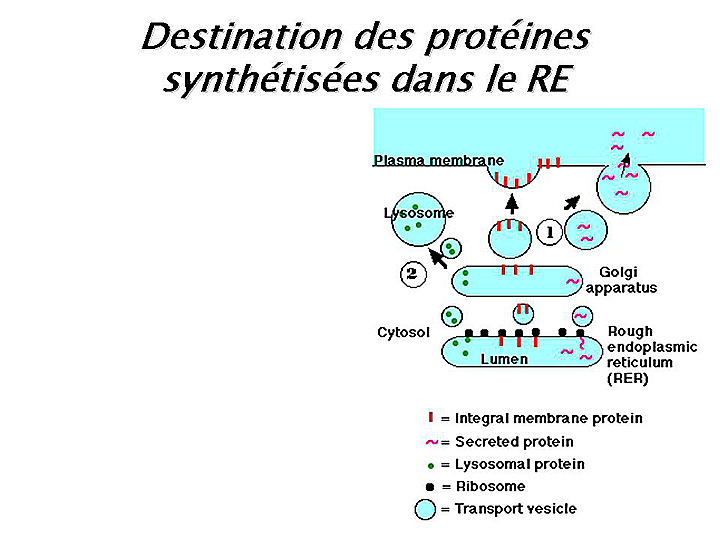 Destination des protéines
synthétisées dans le RE
Plasma membrane
Lysosome
1
2
Golgi
apparatus
Cytosol
Rough
endoplasmic
reticulum
(RER)
Lumen
= Integral membrane protein
= Secreted protein
= Lysosomal protein
= Ribosome
= Transport vesicle